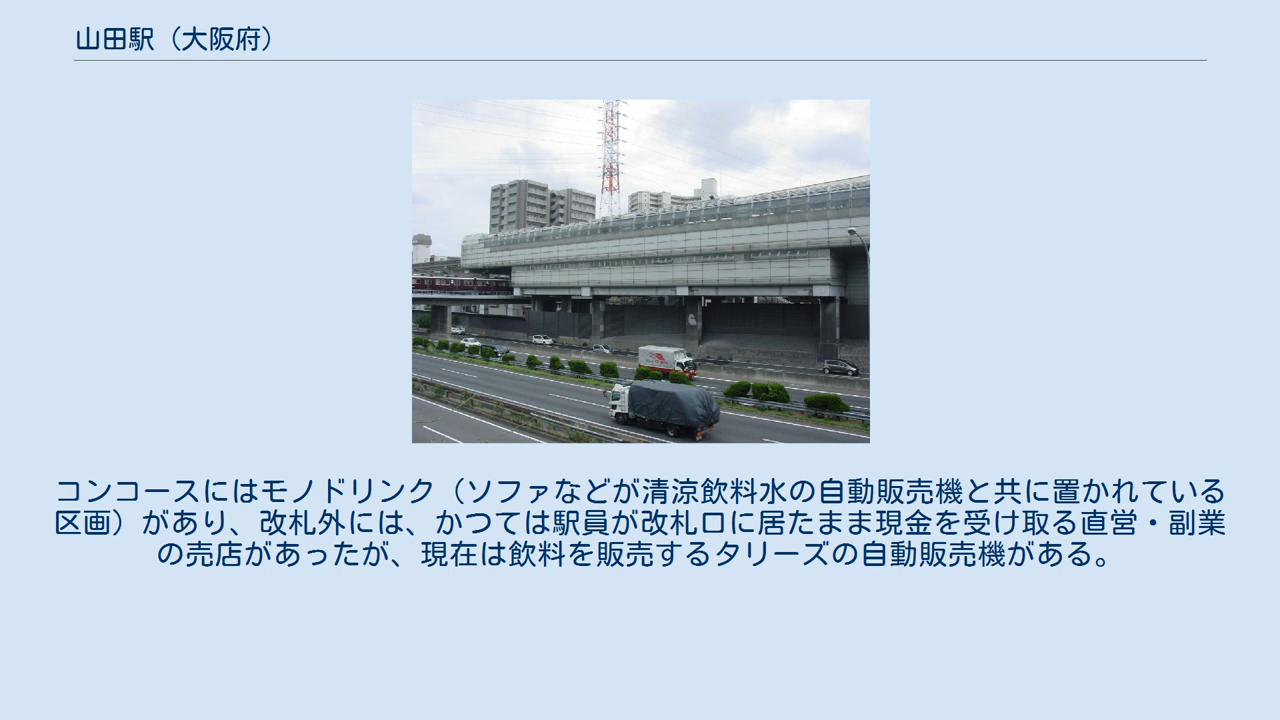 山田駅（大阪府）
コンコースにはモノドリンク（ソファなどが清涼飲料水の自動販売機と共に置かれている
区画）があり、改札外には、かつては駅員が改札口に居たまま現金を受け取る直営・副業
の売店があったが、現在は飲料を販売するタリーズの自動販売機がある。